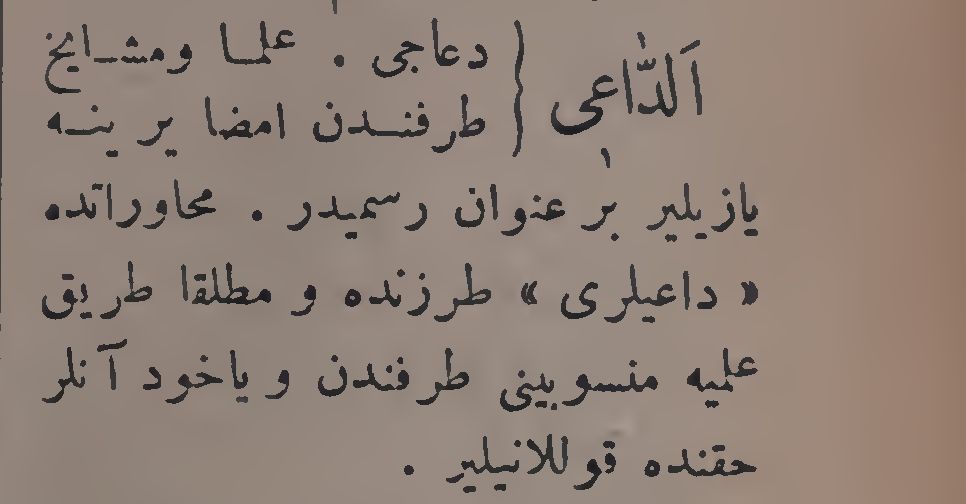 اَلدّٰاعى } دعاجى . علما ومشايخ
طرفندن امضا يرينه
يازيلير بر عنوان رسميدر . محاوراتده
« داعيلرى » طرزنده و مطلقا طريق
علميه منسوبينى طرفندن وياخود آنلر
حقنده قوللانيلير .